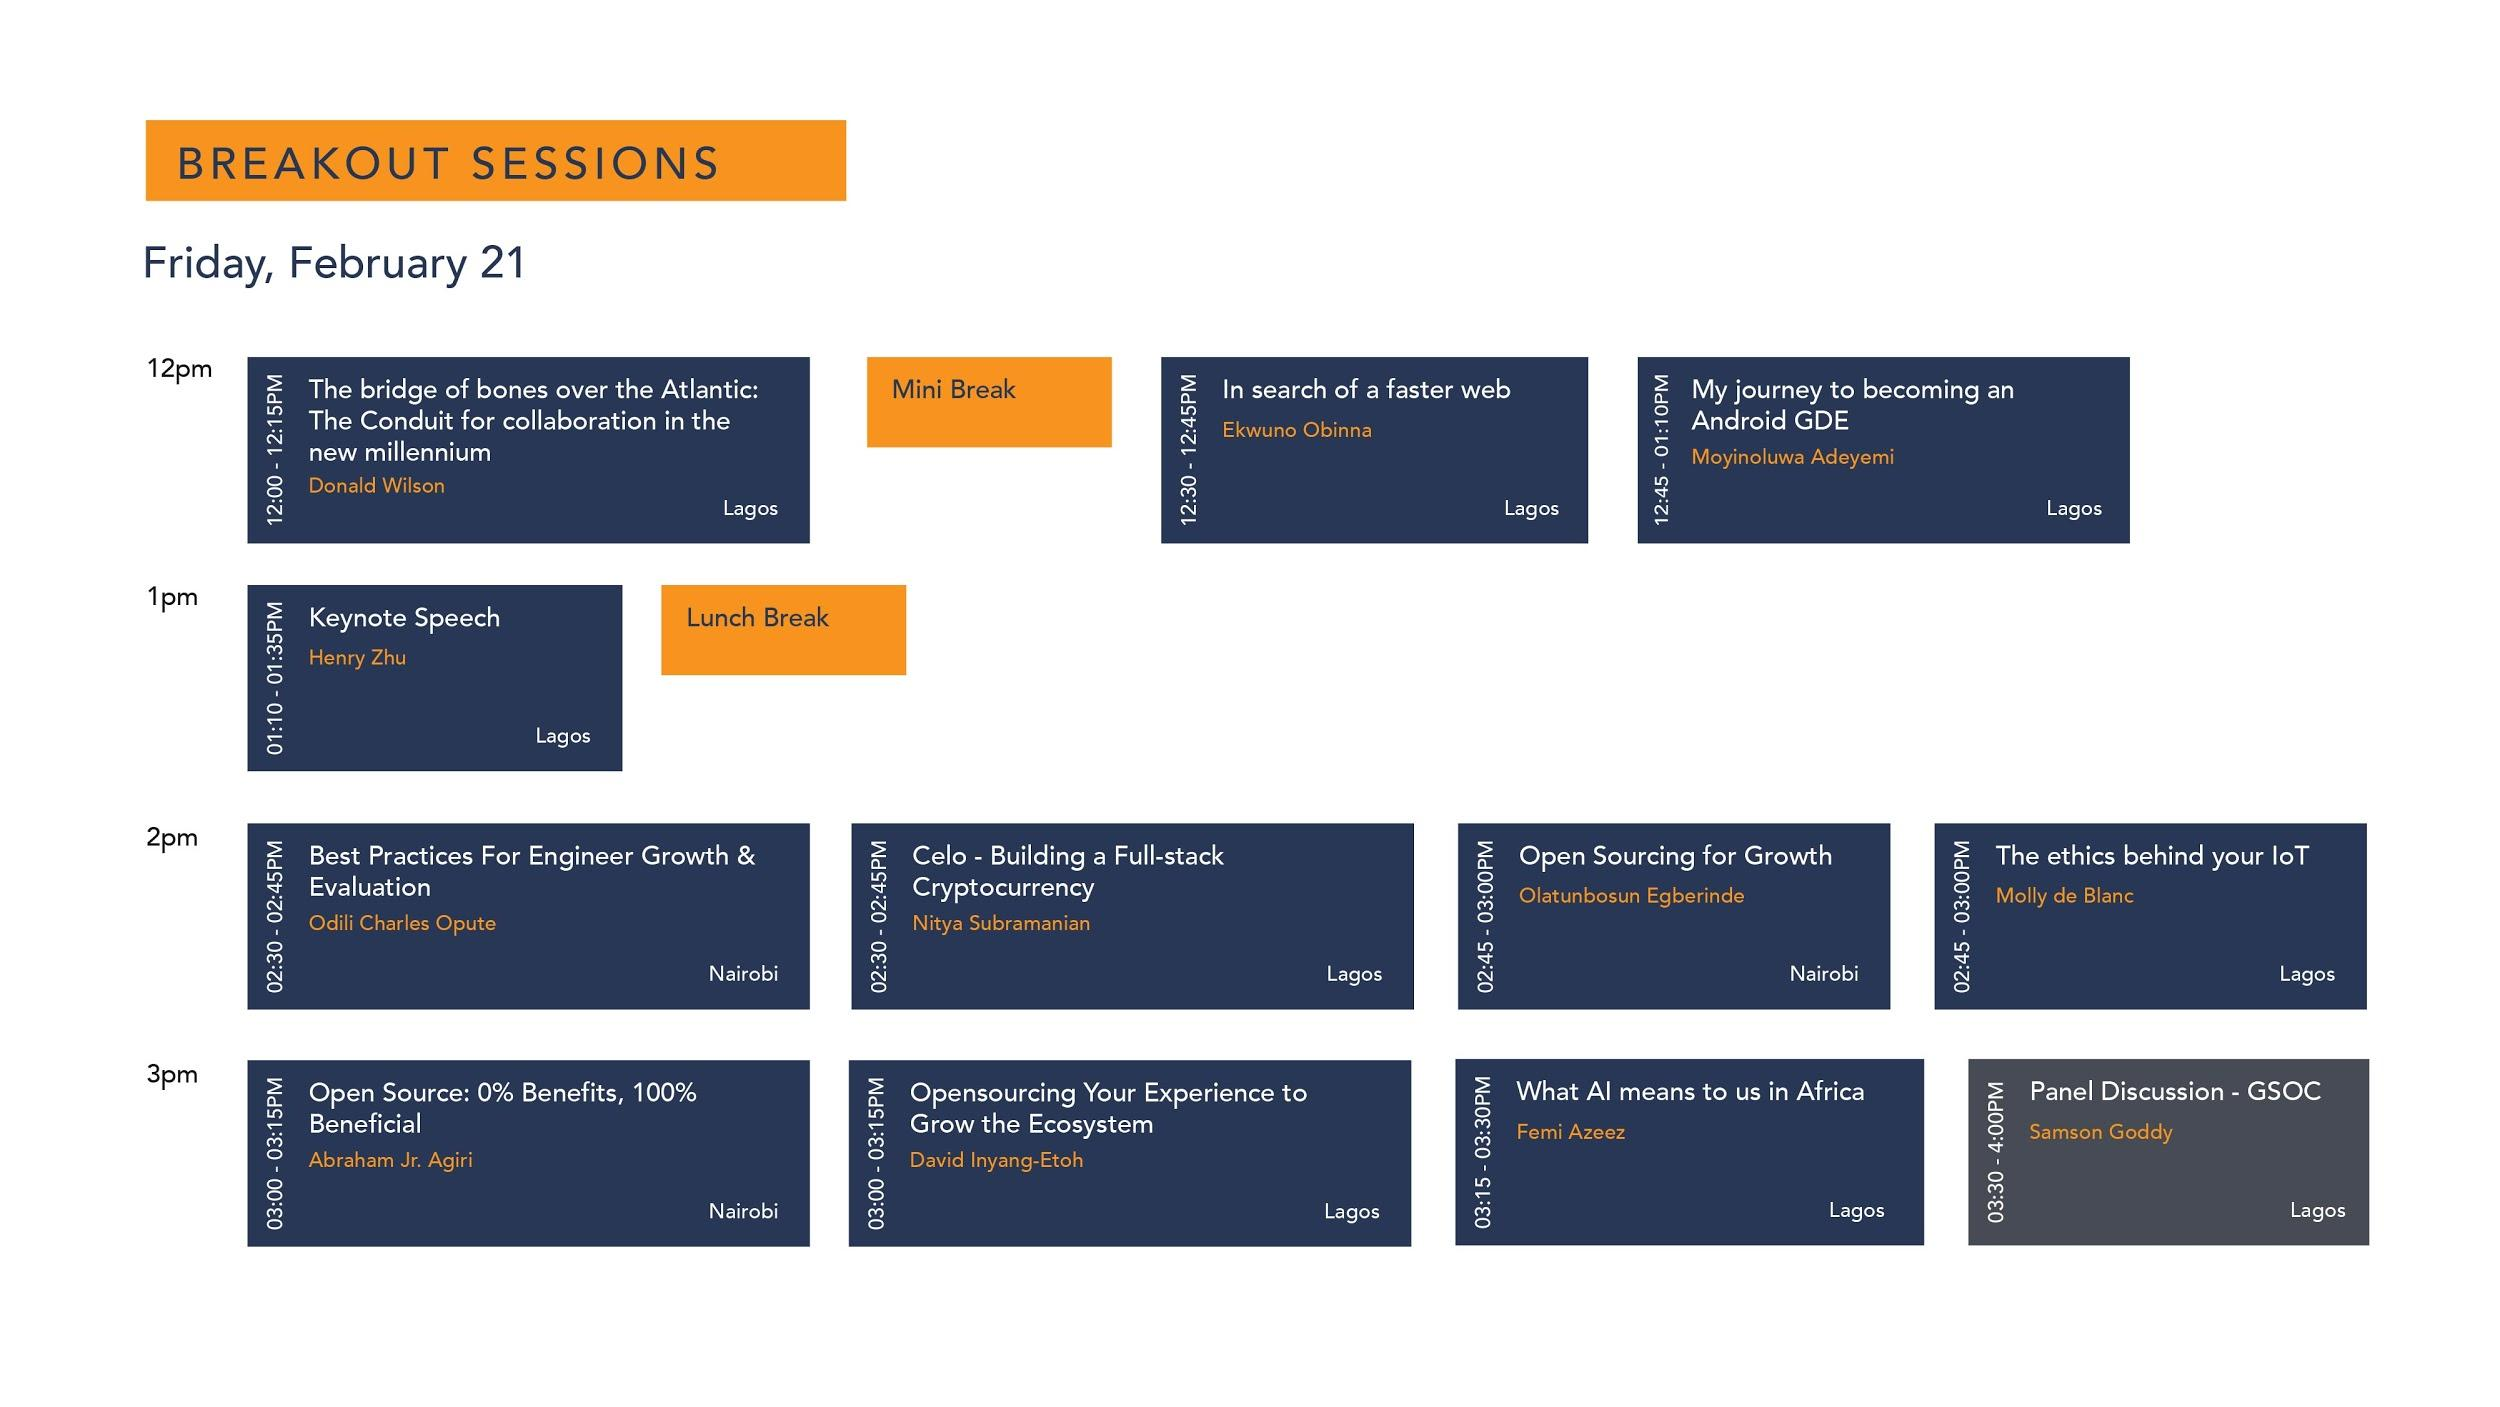 BREAKOUT SESSIONS
Friday, February 21
12pm
12:00 - 12:15PM
The bridge of bones over the Atlantic:
The Conduit for collaboration in the
new millennium
Donald Wilson
Lagos
Mini Break
12:30 - 12:45PM
In search of a faster web
Ekwuno Obinna
Lagos
12:45 - 01:10PM
My journey to becoming an
Android GDE
Moyinoluwa Adeyemi
Lagos
1pm
01:10 - 01:35PM
Keynote Speech
Henry Zhu
Lagos
Lunch Break
2pm
02:30 - 02:45PM
Best Practices For Engineer Growth &
Evaluation
Odili Charles Opute
Nairobi
02:30 - 02:45PM
Celo - Building a Full-stack
Cryptocurrency
Nitya Subramanian
Lagos
02:45 - 03:00PM
Open Sourcing for Growth
Olatunbosun Egberinde
Nairobi
02:45 - 03:00PM
The ethics behind your IoT
Molly de Blanc
Lagos
3pm
03:00 - 03:15PM
Open Source: 0% Benefits, 100%
Beneficial
Abraham Jr. Agiri
Nairobi
03:00 - 03:15PM
Opensourcing Your Experience to
Grow the Ecosystem
David Inyang-Etoh
Lagos
03:15 - 03:30PM
What AI means to us in Africa
Femi Azeez
Lagos
03:30 - 4:00PM
Panel Discussion - GSOC
Samson Goddy
Lagos